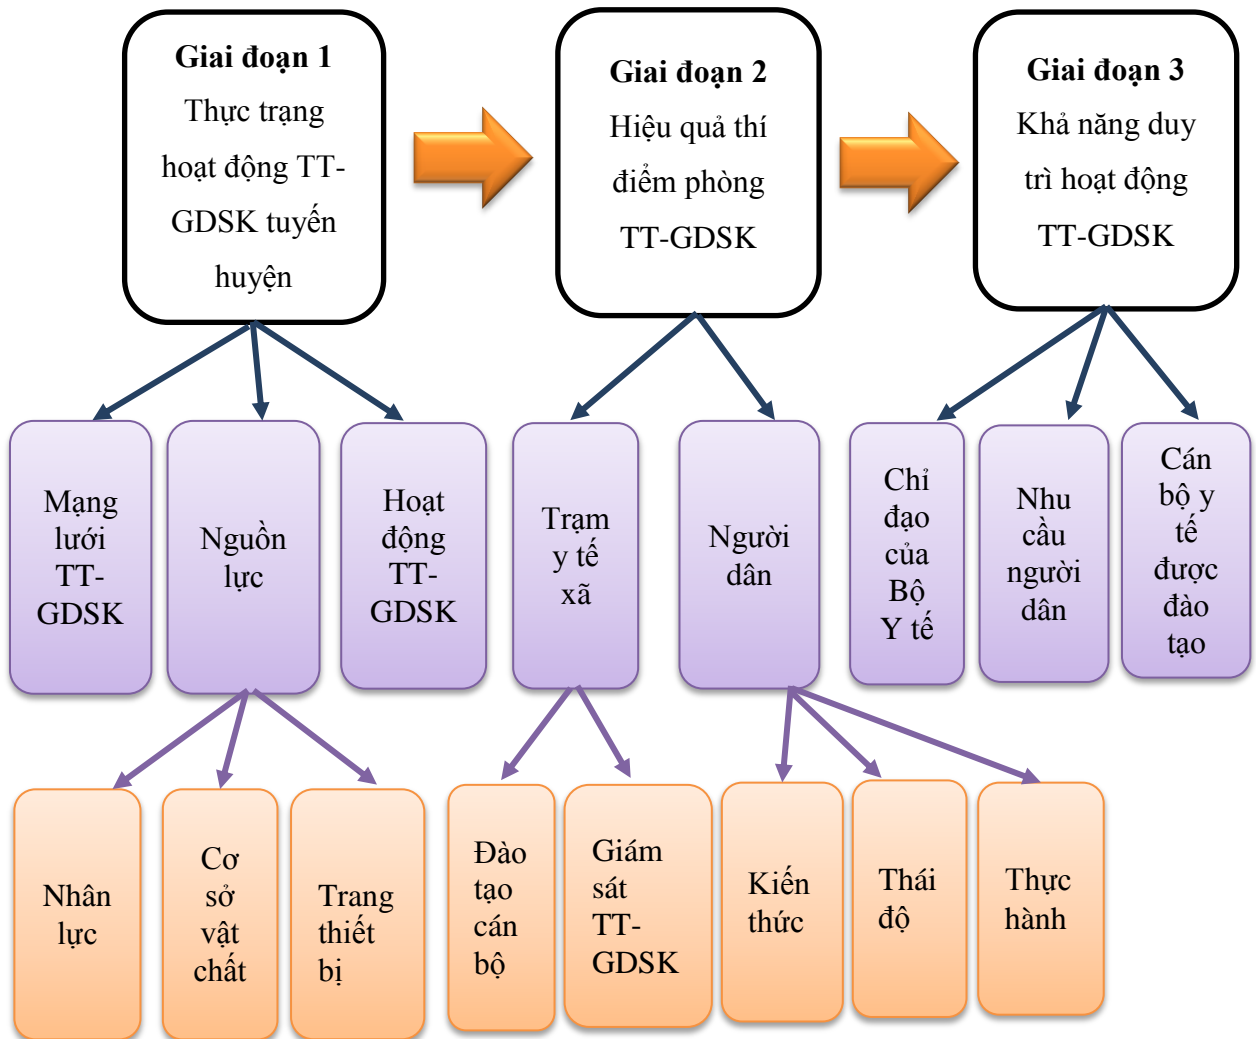 Giai đoạn 1
Thực trạng
hoạt động TT-
GDSK tuyến
huyện
Giai đoạn 2
Hiệu quả thí
điểm phòng
TT-GDSK
Giai đoạn 3
Khả năng duy
trì hoạt động
TT-GDSK
Mạng
lưới
TT-
GDSK
Nguồn
lực
Hoạt
động
TT-
GDSK
Trạm
y tế
xã
Người
dân
Chỉ
đạo
của
Bộ
Y tế
Nhu
cầu
người
dân
Cán
bộ y
tế
được
đào
tạo
Nhân
lực
Cơ
sở
vật
chất
Trang
thiết
bị
Đào
tạo
cán
bộ
Giám
sát
TT-
GDSK
Kiến
thức
Thái
độ
Thực
hành